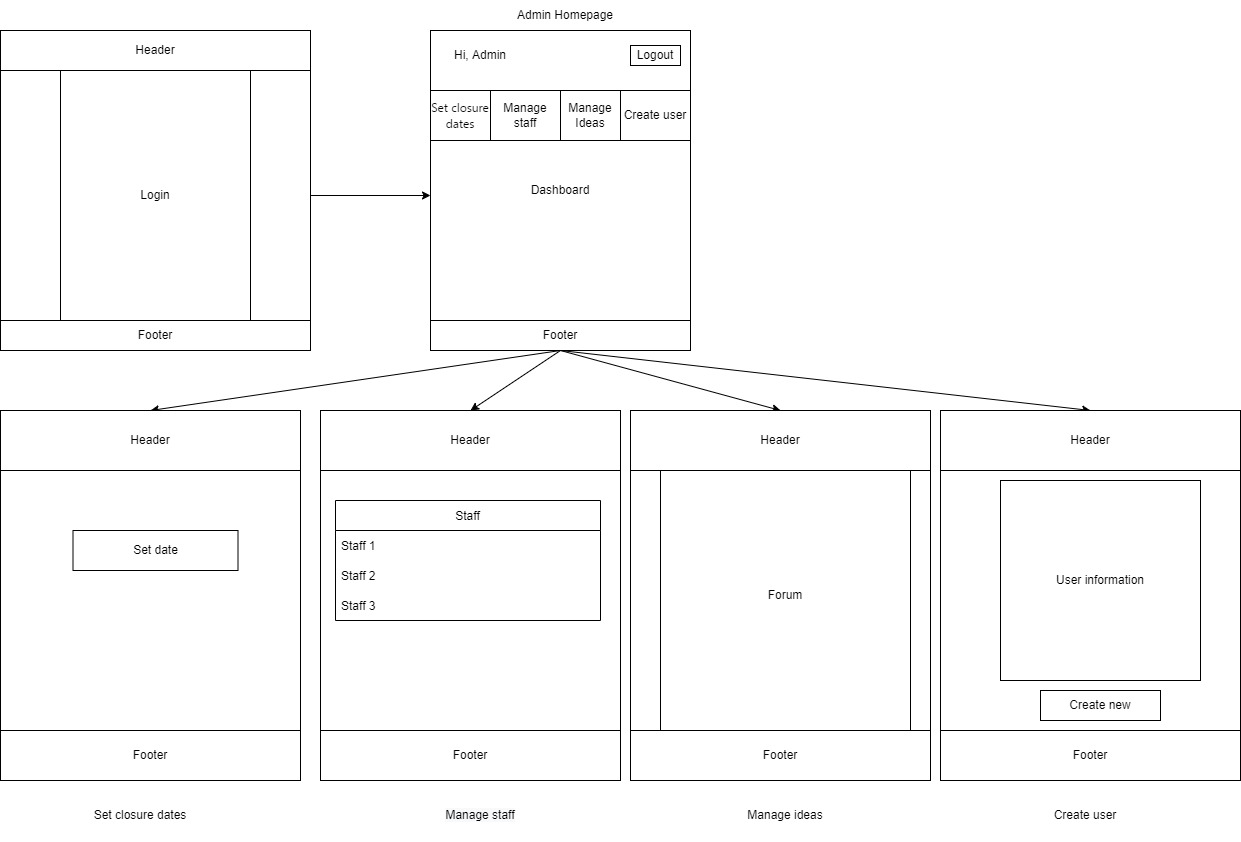 Admin Homepage
Header
Login
Footer
Hi, Admin
Logout
Set closure
dates
Manage
staff
Manage
Ideas
Create user
Dashboard
Footer
Header
Set date
Footer
Set closure dates
Header
Staff
Staff 1
Staff 2
Staff 3
Footer
Manage staff
Header
Forum
Footer
Manage ideas
Header
User information
Create new
Footer
Create user